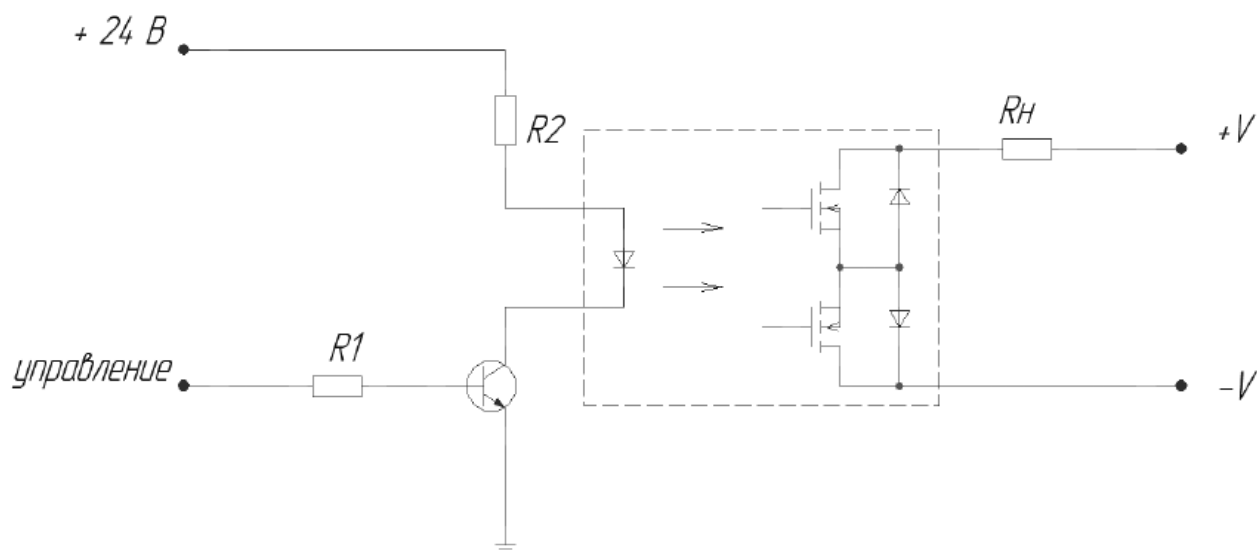 + 24 В
R2
Rн
+V
R1
управление
-V